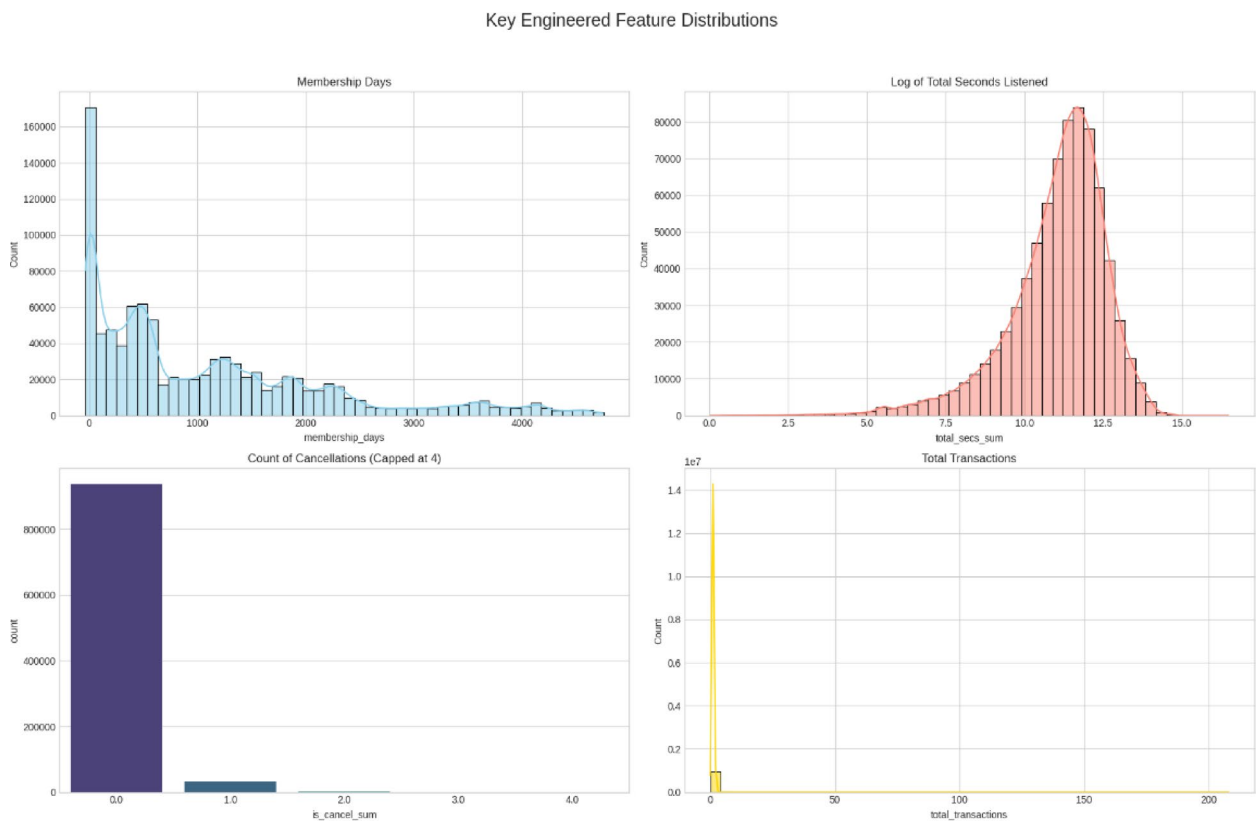 Key Engineered Feature Distributions
Membership Days
Count
160000
140000
120000
100000
80000
60000
40000
20000
0
0 1000 2000 3000 4000
membership_days
Log of Total Seconds Listened
Count
80000
70000
60000
50000
40000
30000
20000
10000
0
0.0 2.5 5.0 7.5 10.0 12.5 15.0
total_secs_sum
Count of Cancellations (Capped at 4)
count
800000
600000
400000
200000
0
0.0 1.0 2.0 3.0 4.0
is_cancel_sum
Total Transactions
1e7
Count
1.4
1.2
1.0
0.8
0.6
0.4
0.2
0.0
0 50 100 150 200
total_transactions